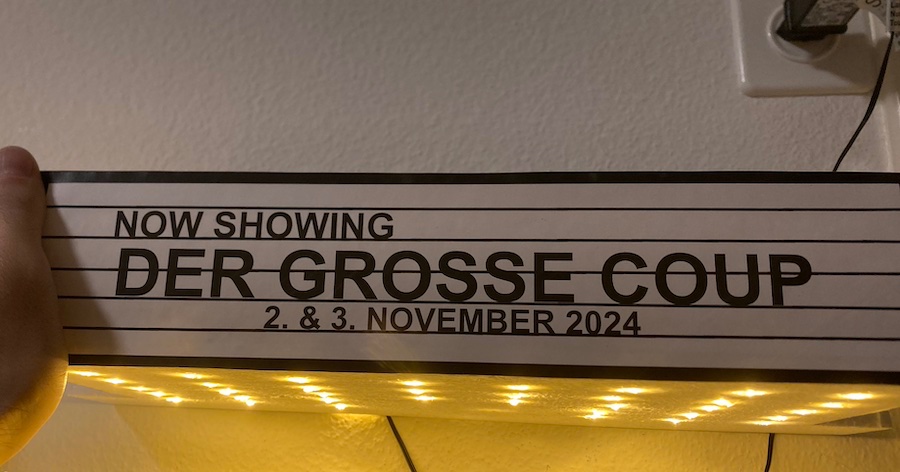 NOW SHOWING
DER GROSSE COUP
2. & 3. NOVEMBER 2024